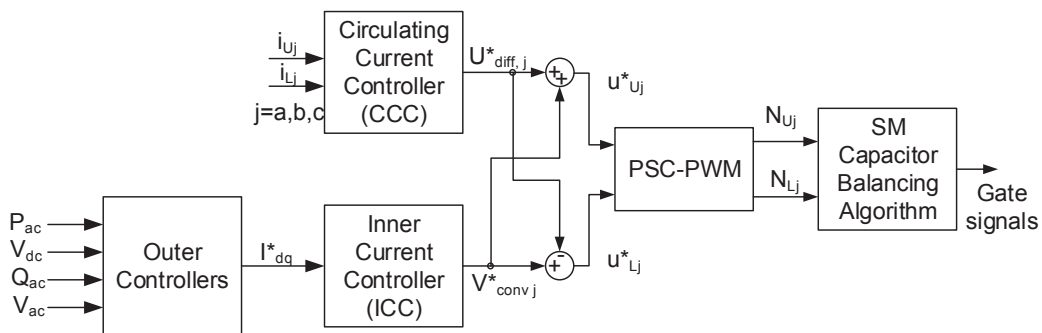 i_Uj
i_Lj
j=a,b,c
Circulating
Current
Controller
(CCC)
U*_diff, j
+
+
u*_Uj
PSC-PWM
N_Uj
N_Lj
SM
Capacitor
Balancing
Algorithm
Gate
signals
P_ac
V_dc
Q_ac
V_ac
Outer
Controllers
I*_dq
Inner
Current
Controller
(ICC)
V*_conv j
+
-
u*_Lj